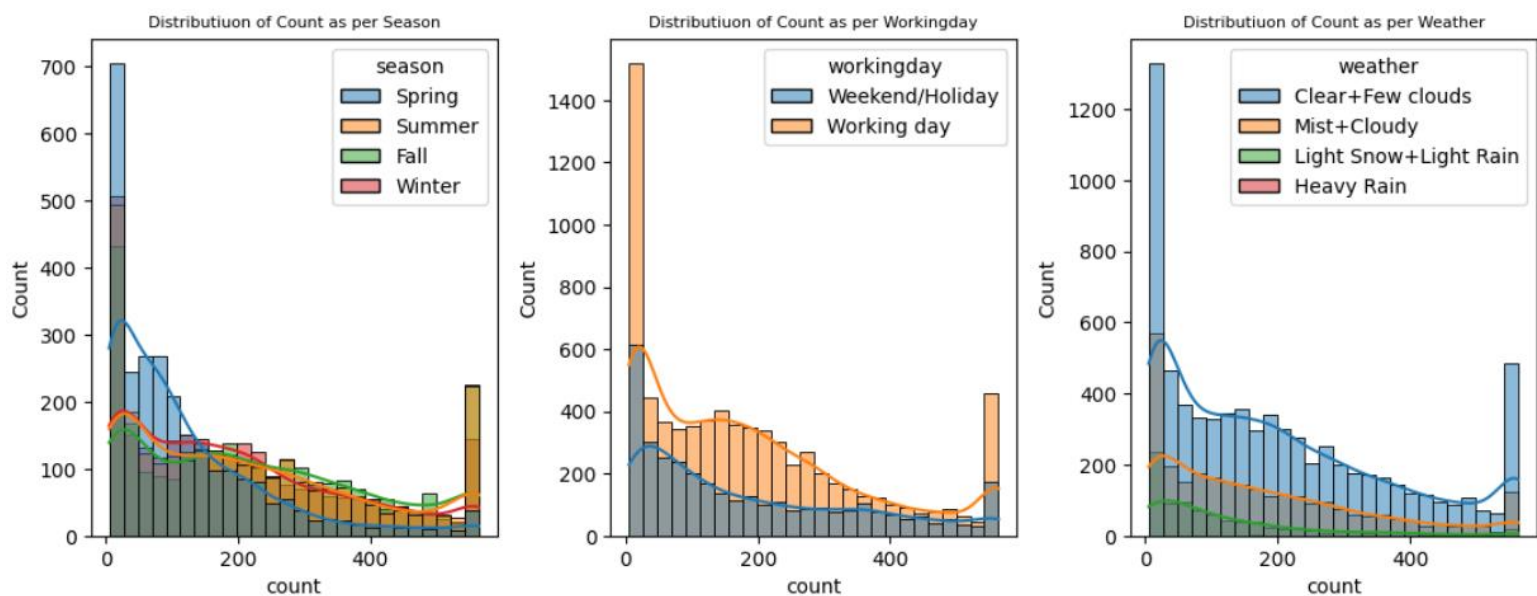 Distributiuon of Count as per Season
700
600
500
400
300
200
100
0
Count
0 200 400
count
season
Spring
Summer
Fall
Winter
Distributiuon of Count as per Workingday
1400
1200
1000
800
600
400
200
0
Count
0 200 400
count
workingday
Weekend/Holiday
Working day
Distributiuon of Count as per Weather
1200
1000
800
600
400
200
0
Count
0 200 400
count
weather
Clear+Few clouds
Mist+Cloudy
Light Snow+Light Rain
Heavy Rain